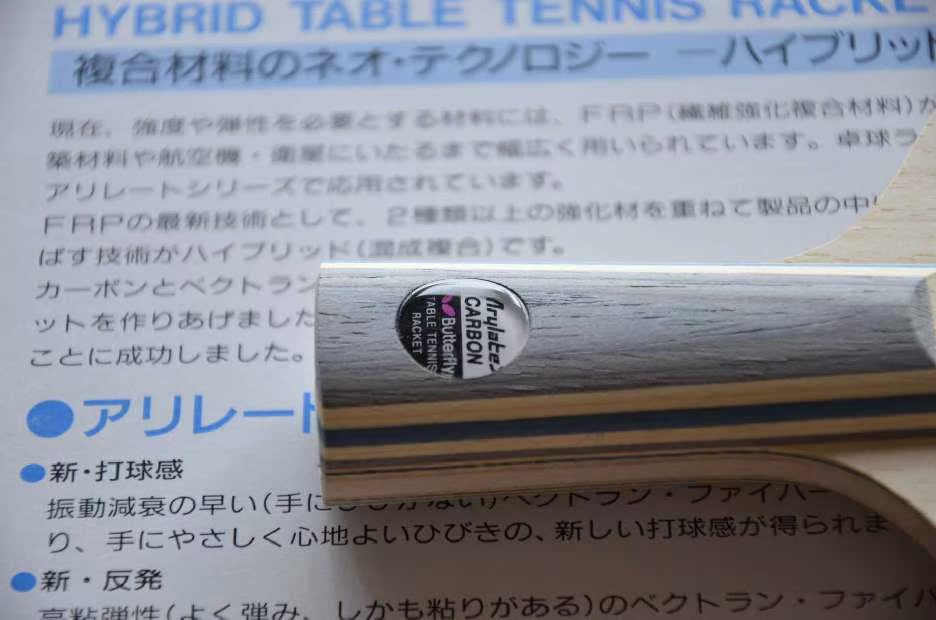 HYBRID TABLE TENNIS RACKE
複合材料のネオ・テクノロジー —ハイブリット
現在、強度や弾性を必要とする材料には、FRP(繊維強化複合材料)が
築材料や航空機・衛星にいたるまで幅広く用いられています。卓球ラ
アリレートシリーズで応用されています。
FRPの最新技術として、2種類以上の強化材を重ねて製品の中
ばす技術がハイブリッド(混成複合)です。
カーボンとベクトラン
ットを作りあげました
ことに成功しました。
Arylate
CARBON
Butterfly
TABLE TENNIS
RACKET
●アリレート
●新・打球感
振動減衰の早い(手に ベクトラン・ファイバー
り、手にやさしく心地よいひびきの、新しい打球感が得られま
●新・反発
高粘弾性(よく弾み、しかも粘りがある)のベクトラン・ファイバ